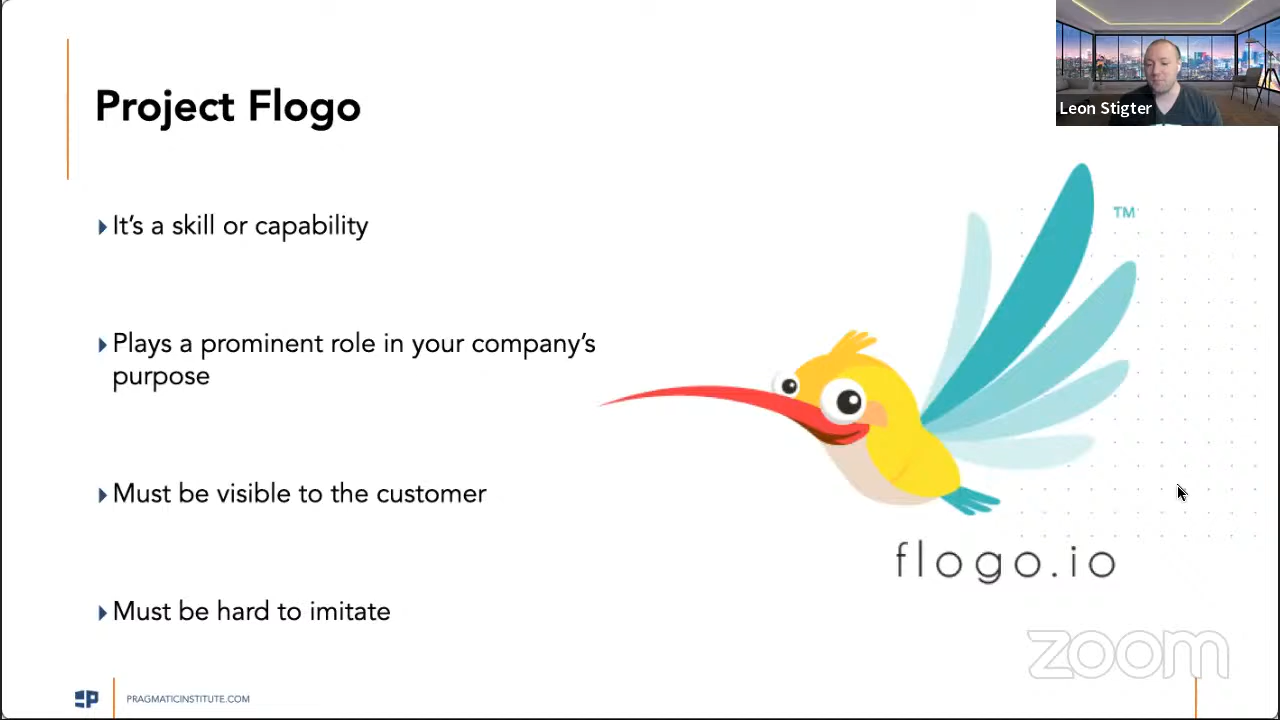 Project Flogo
Leon Stigter
It’s a skill or capability
Plays a prominent role in your company’s
purpose
Must be visible to the customer
Must be hard to imitate
TM
flogo.io
zoom
PRAGMATICINSTITUTE.COM